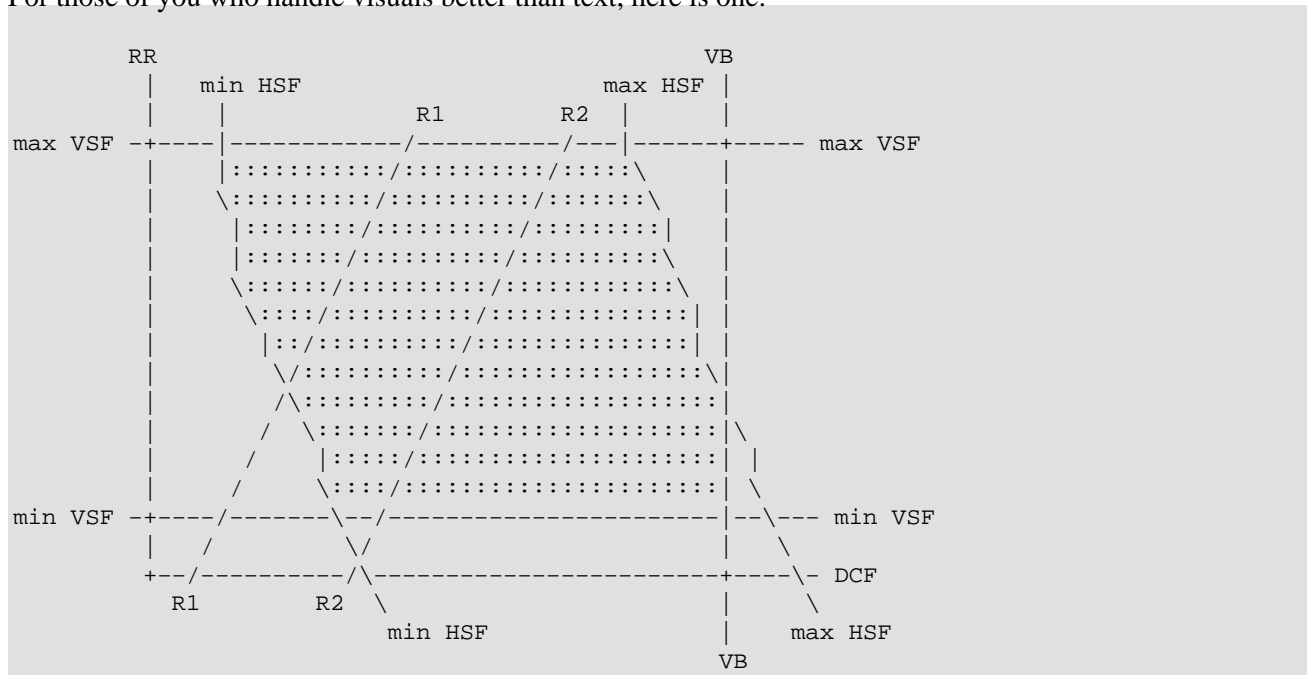 For those of you who handle visuals better than text, here is one:
         RR                                      VB
          |   min HSF                     max HSF |
          |    |                R1        R2   |      |
max VSF -+----|------------/----------/---|------+----- max VSF
          |    |:::::::::::/::::::::::/:::::\     |
          |    \::::::::::/::::::::::/:::::::\    |
          |     |::::::::/::::::::::/:::::::::|   |
          |     |:::::::/::::::::::/::::::::::\   |
          |     \::::::/::::::::::/::::::::::::\  |
          |      \::::/::::::::::/::::::::::::::| |
          |       |::/::::::::::/:::::::::::::::| |
          |        \/::::::::::/:::::::::::::::::\|
          |        /\:::::::::/:::::::::::::::::::|
          |       /  \:::::::/::::::::::::::::::::|\
          |      /    |:::::/:::::::::::::::::::::| |
          |     /     \::::/::::::::::::::::::::::| \
min VSF -+----/-------\--/-----------------------|--\--- min VSF
          |   /         \/                        |   \
          +--/----------/\------------------------+----\- DCF
           R1        R2  \                        |     \
                         min HSF                  |    max HSF
                                                 VB